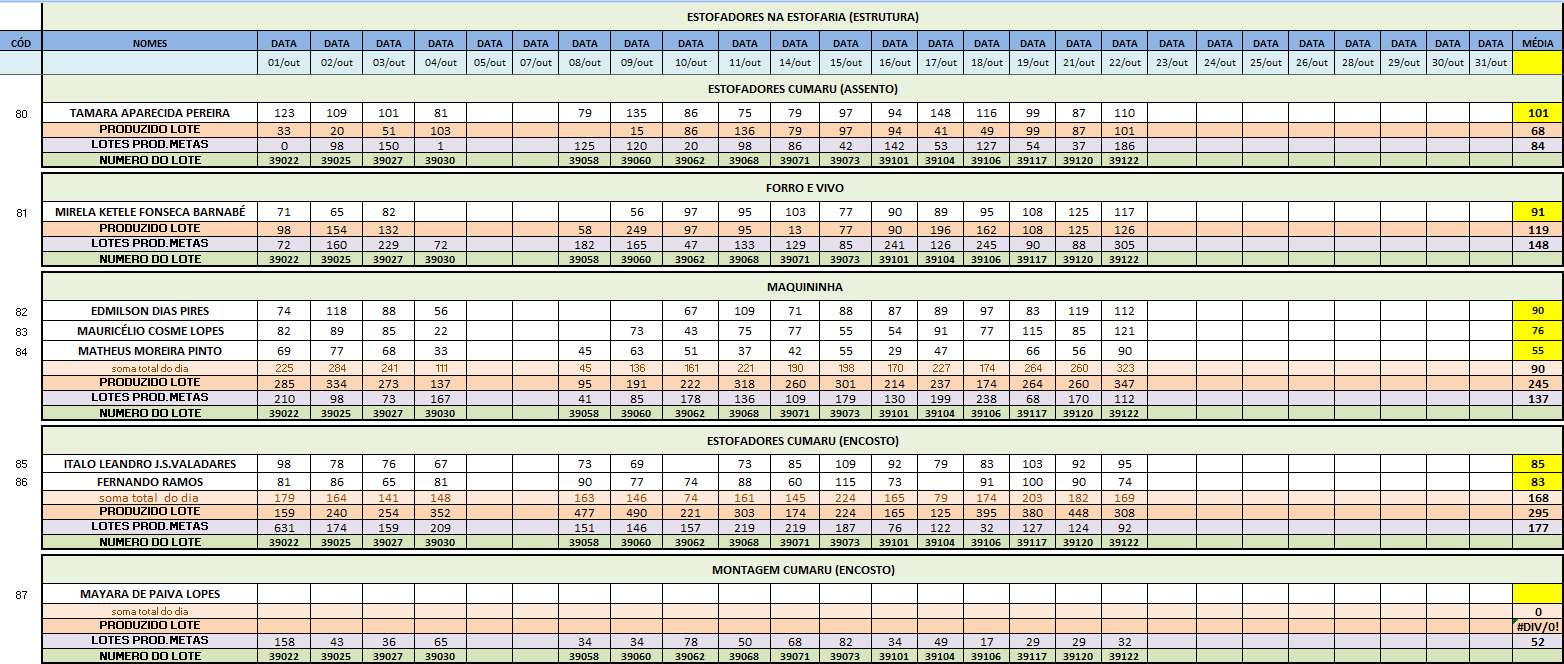 ESTOFADORES NA ESTOFARIA (ESTRUTURA)
CÓD NOMES DATA DATA DATA DATA DATA DATA DATA DATA DATA DATA DATA DATA DATA DATA DATA DATA DATA DATA DATA DATA DATA DATA DATA DATA DATA DATA MÉDIA
01/out 02/out 03/out 04/out 05/out 07/out 08/out 09/out 10/out 11/out 14/out 15/out 16/out 17/out 18/out 19/out 21/out 22/out 23/out 24/out 25/out 26/out 28/out 29/out 30/out 31/out
ESTOFADORES CUMARU (ASSENTO)
80 TAMARA APARECIDA PEREIRA 123 109 101 81 79 135 86 75 79 97 94 148 116 99 87 110 101
PRODUZIDO LOTE 33 20 51 103 15 86 136 79 97 94 41 49 99 87 101 68
LOTES PROD.METAS 0 98 150 1 125 120 20 98 86 42 142 53 127 54 37 186 84
NUMERO DO LOTE 39022 39025 39027 39030 39058 39060 39062 39068 39071 39073 39101 39104 39106 39117 39120 39122
FORRO E VIVO
81 MIRELA KETELE FONSECA BARNABÉ 71 65 82 56 97 95 103 77 90 89 95 108 125 117 91
PRODUZIDO LOTE 98 154 132 58 249 97 95 13 77 90 196 162 108 125 126 119
LOTES PROD.METAS 72 160 229 72 182 165 47 133 129 85 241 126 245 90 88 305 148
NUMERO DO LOTE 39022 39025 39027 39030 39058 39060 39062 39068 39071 39073 39101 39104 39106 39117 39120 39122
MAQUININHA
82 EDMILSON DIAS PIRES 74 118 88 56 67 109 71 88 87 89 97 83 119 112 90
83 MAURICÉLIO COSME LOPES 82 89 85 22 73 43 75 77 55 54 91 77 115 85 121 76
84 MATHEUS MOREIRA PINTO 69 77 68 33 45 63 51 37 42 55 29 47 66 56 90 55
soma total do dia 225 284 241 111 45 136 161 221 190 198 170 227 174 264 260 323 90
PRODUZIDO LOTE 285 334 273 137 95 191 222 318 260 301 214 237 174 264 260 347 245
LOTES PROD.METAS 210 98 73 167 41 85 178 136 109 179 130 199 238 68 170 112 137
NUMERO DO LOTE 39022 39025 39027 39030 39058 39060 39062 39068 39071 39073 39101 39104 39106 39117 39120 39122
ESTOFADORES CUMARU (ENCOSTO)
85 ITALO LEANDRO J.S.VALADARES 98 78 76 67 73 69 73 85 109 92 79 83 103 92 95 85
86 FERNANDO RAMOS 81 86 65 81 90 77 74 88 60 115 73 91 100 90 74 83
soma total do dia 179 164 141 148 163 146 74 161 145 224 165 79 174 203 182 169 168
PRODUZIDO LOTE 159 240 254 352 477 490 221 303 174 224 165 125 395 380 448 308 295
LOTES PROD.METAS 631 174 159 209 151 146 157 219 219 187 76 122 32 127 124 92 177
NUMERO DO LOTE 39022 39025 39027 39030 39058 39060 39062 39068 39071 39073 39101 39104 39106 39117 39120 39122
MONTAGEM CUMARU (ENCOSTO)
87 MAYARA DE PAIVA LOPES
soma total do dia 0
PRODUZIDO LOTE #DIV/0!
LOTES PROD.METAS 158 43 36 65 34 34 78 50 68 82 34 49 17 29 29 32 52
NUMERO DO LOTE 39022 39025 39027 39030 39058 39060 39062 39068 39071 39073 39101 39104 39106 39117 39120 39122